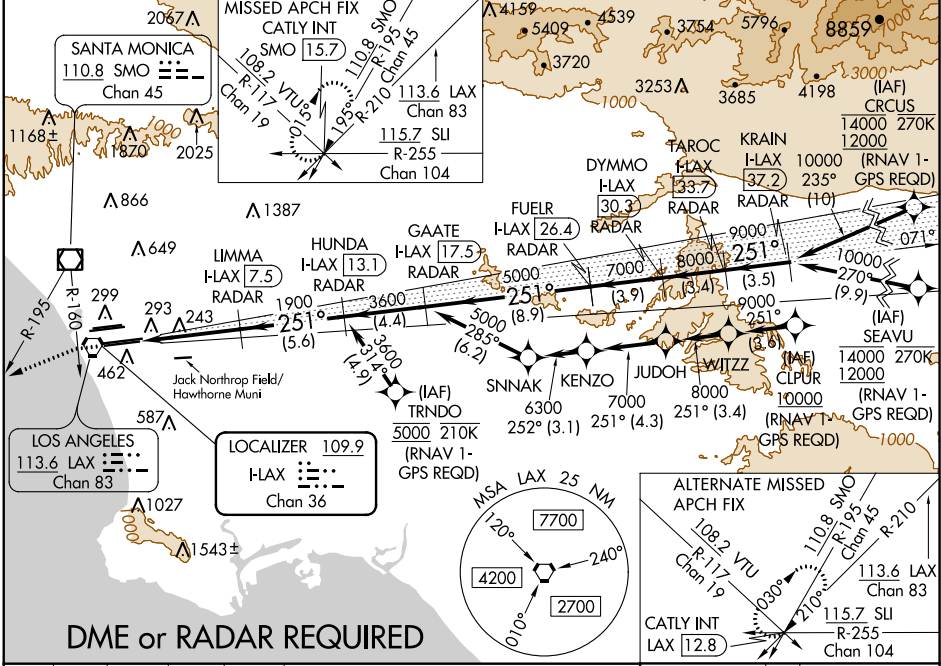 2067
SANTA MONICA
110.8 SMO
Chan 45
1168±
1870
2025
MISSED APCH FIX
CATLY INT
SMO 15.7
108.2 VTU
R-117
Chan 19
110.8 SMO
R-195
Chan 45
R-210
015°
195°
113.6 LAX
Chan 83
115.7 SLI
R-255
Chan 104
4159
5409
4539
3720
3754
5796
8859
3253
3685
4198
3000
1000
1000
(IAF)
CRCUS
14000 270K
12000
(RNAV 1-
GPS REQD)
KRAIN
I-LAX
37.2
RADAR
10000
235°
(10)
TAROC
I-LAX
33.7
RADAR
DYMMO
I-LAX
30.3
RADAR
FUELR
I-LAX 26.4
RADAR
GAATE
I-LAX 17.5
RADAR
HUNDA
I-LAX 13.1
RADAR
LIMMA
I-LAX 7.5
RADAR
866
1387
649
299
293
243
462
587
R-195
R-160
1900
251°
(5.6)
3600
(4.4)
5000
251°
(8.9)
7000
(3.9)
8000
(3.4)
9000
251°
(3.5)
071°
10000
270°
(9.9)
(IAF)
SEAVU
14000 270K
12000
(RNAV 1-
GPS REQD)
9000
251°
(3.6)
(IAF)
CLPUR
10000
(RNAV 1-
GPS REQD)
WITZZ
8000
251° (3.4)
JUDOH
7000
251° (4.3)
KENZO
6300
252° (3.1)
SNNAK
5000
285°
(6.2)
3600
314°
(4.9)
(IAF)
TRNDO
5000 210K
(RNAV 1-
GPS REQD)
Jack Northrop Field/
Hawthorne Muni
LOS ANGELES
113.6 LAX
Chan 83
LOCALIZER 109.9
I-LAX
Chan 36
1027
1543±
1000
MSA LAX 25 NM
120°
7700
240°
4200
2700
010°
ALTERNATE MISSED
APCH FIX
108.2 VTU
R-117
Chan 19
110.8 SMO
R-195
Chan 45
R-210
030°
210°
113.6 LAX
Chan 83
115.7 SLI
R-255
Chan 104
CATLY INT
LAX 12.8
DME or RADAR REQUIRED